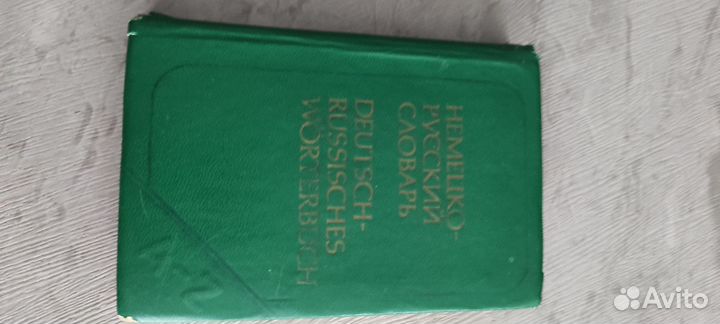 НЕМЕЦКО-
РУССКИЙ
СЛОВАРЬ
DEUTSCH-
RUSSISCHES
WÖRTERBUCH
Avito